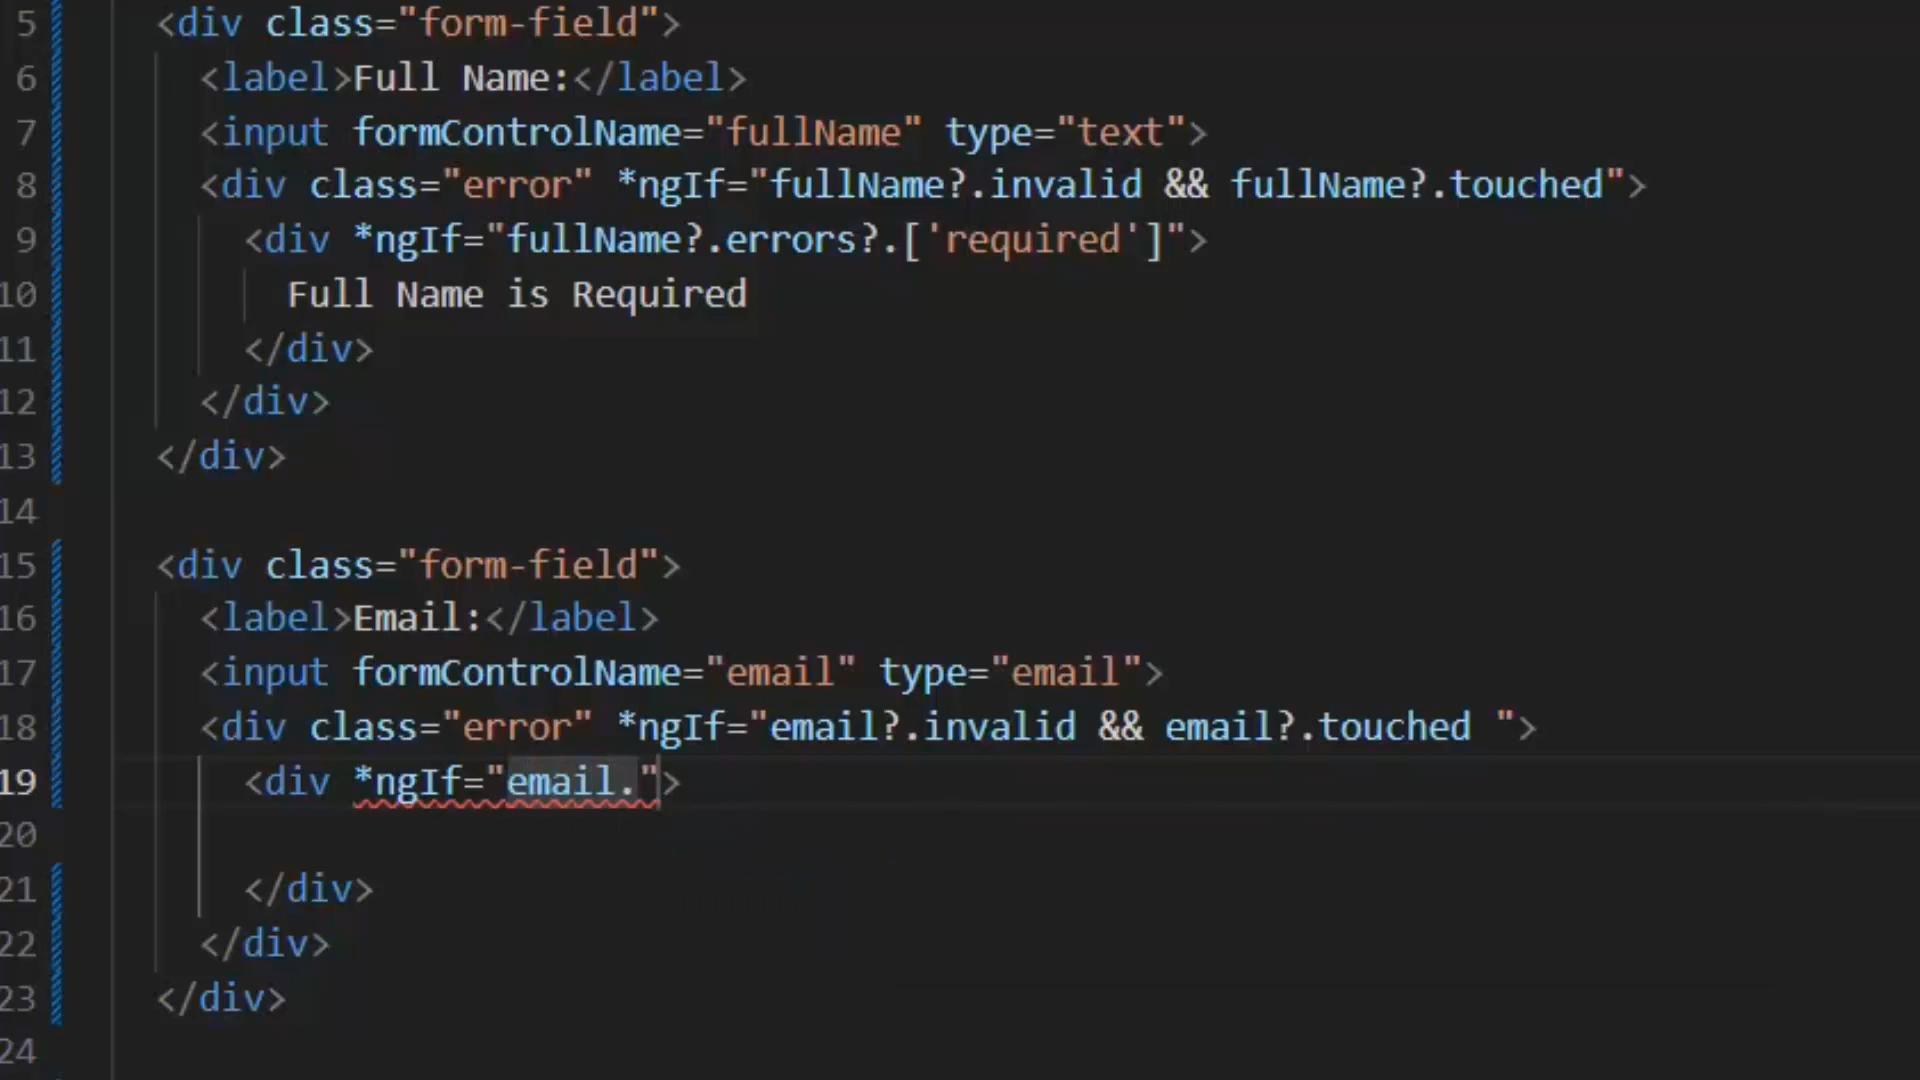 5 <div class="form-field">
6 <label>Full Name:</label>
7 <input formControlName="fullName" type="text">
8 <div class="error" *ngIf="fullName?.invalid && fullName?.touched">
9 <div *ngIf="fullName?.errors?.['required']">
10 Full Name is Required
11 </div>
12 </div>
13 </div>
14
15 <div class="form-field">
16 <label>Email:</label>
17 <input formControlName="email" type="email">
18 <div class="error" *ngIf="email?.invalid && email?.touched ">
19 <div *ngIf="email.">
20
21 </div>
22 </div>
23 </div>
24